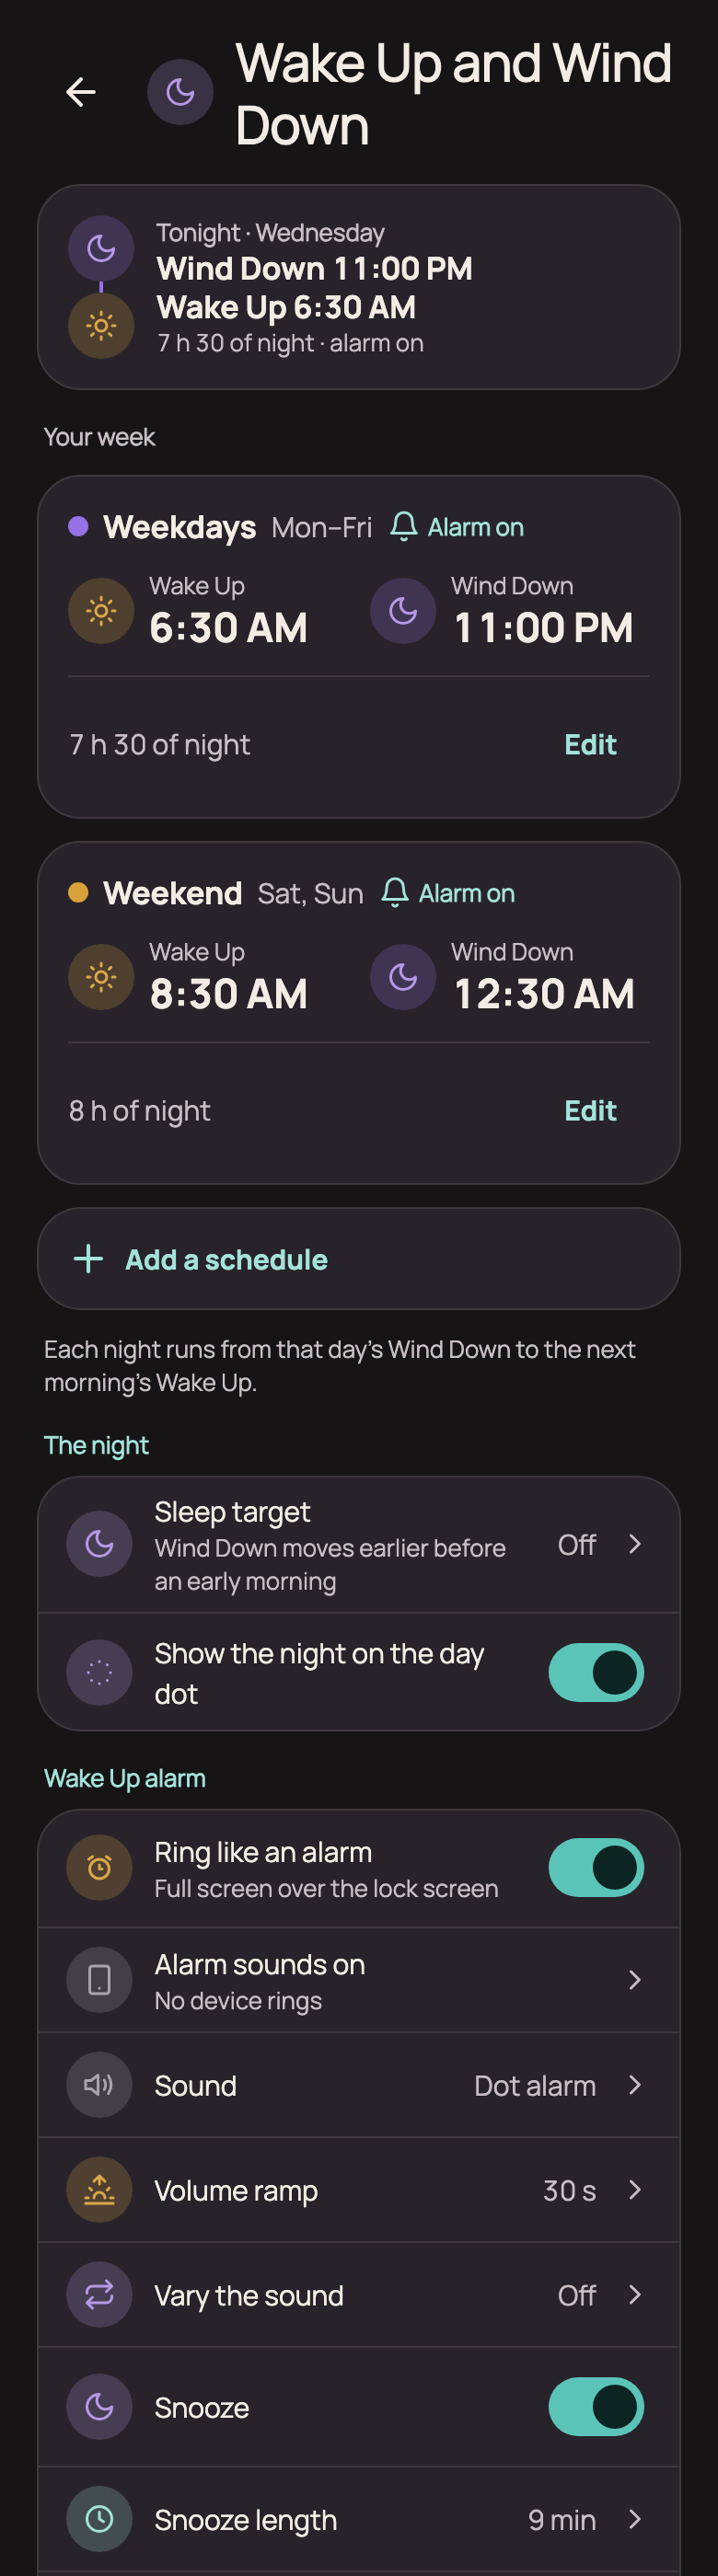 Wake Up and Wind
Down
Tonight · Wednesday
Wind Down 11:00 PM
Wake Up 6:30 AM
7 h 30 of night · alarm on
Your week
Weekdays Mon–Fri Alarm on
Wake Up
6:30 AM
Wind Down
11:00 PM
7 h 30 of night
Edit
Weekend Sat, Sun Alarm on
Wake Up
8:30 AM
Wind Down
12:30 AM
8 h of night
Edit
Add a schedule
Each night runs from that day’s Wind Down to the next
morning’s Wake Up.
The night
Sleep target
Wind Down moves earlier before
an early morning
Off
Show the night on the day
dot
Wake Up alarm
Ring like an alarm
Full screen over the lock screen
Alarm sounds on
No device rings
Sound
Dot alarm
Volume ramp
30 s
Vary the sound
Off
Snooze
Snooze length
9 min